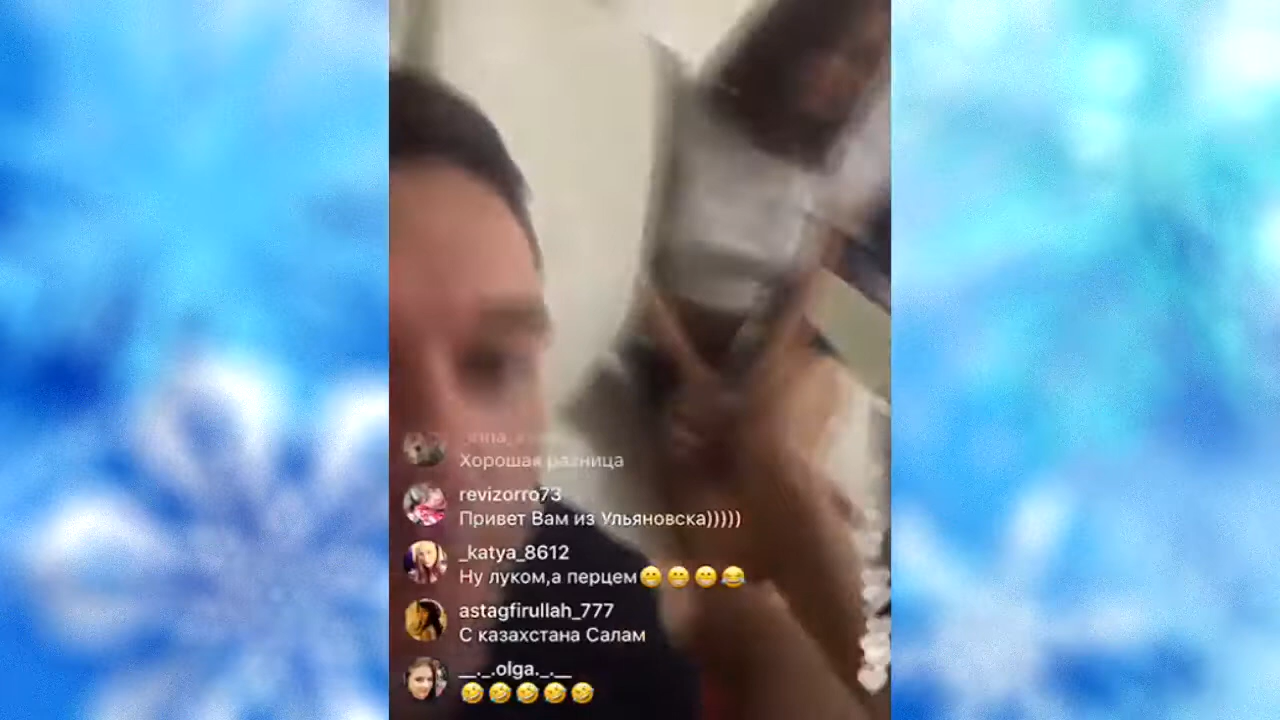 Хорошая разница
revizorro73
Привет Вам из Ульяновска)))))
_katya_8612
Ну луком,а перцем😁😁😁😂
astagfirullah_777
С казахстана Салам
__._.olga._.__
🤣🤣🤣🤣🤣